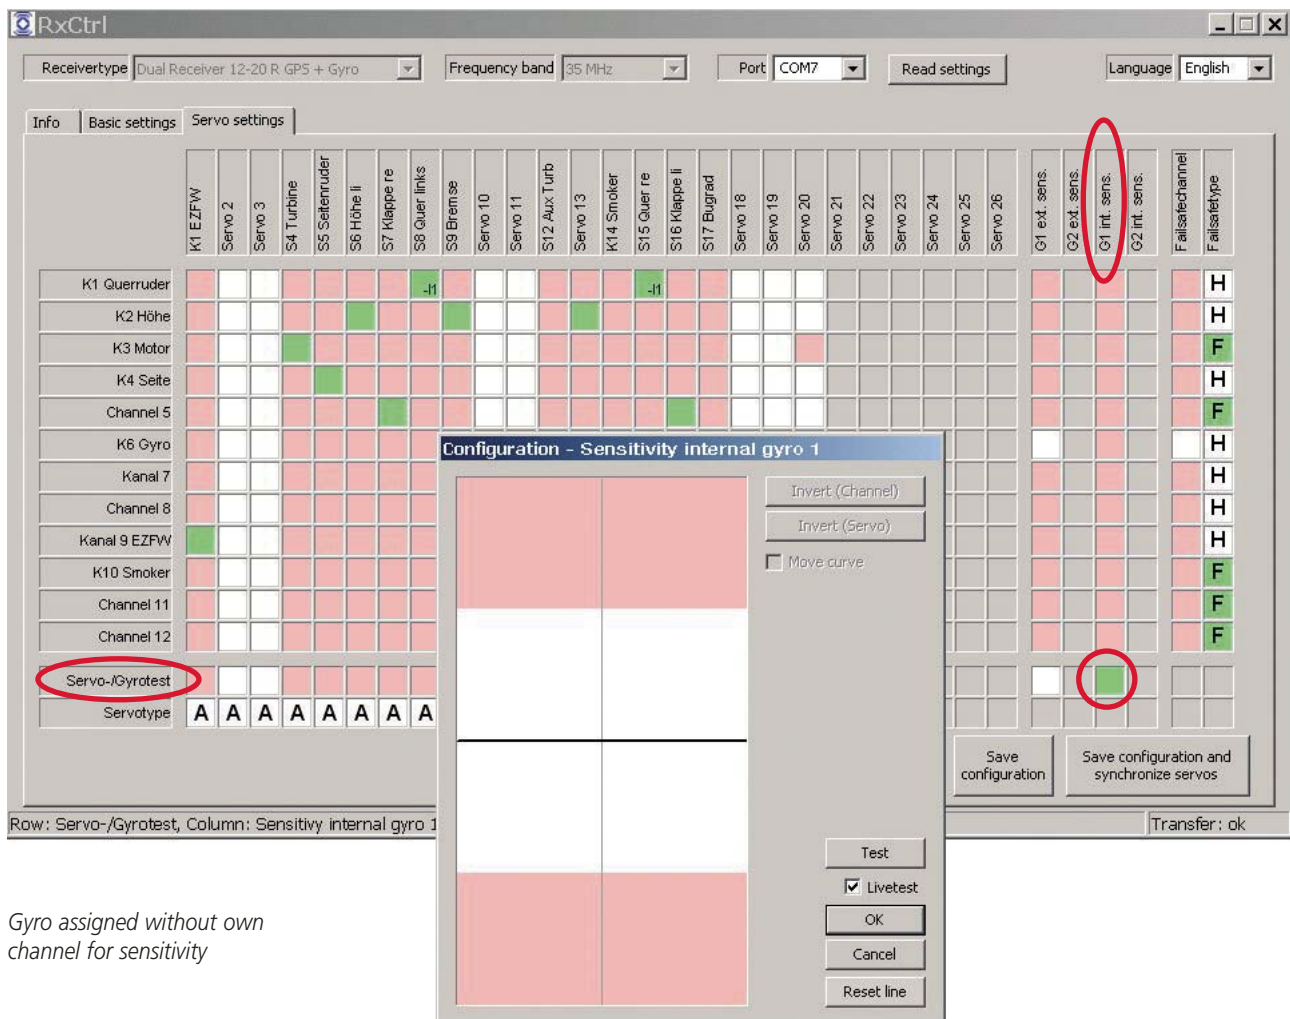 RxCtrl
Receivertype Dual Receiver 12-20 R GPS + Gyro Frequency band 35 MHz Port COM7 Read settings Language English
Info Basic settings Servo settings
K1 EZFW
Servo 2
Servo 3
S4 Turbine
S5 Seitenruder
S6 Höhe li
S7 Klappe re
S8 Quer links
S9 Bremse
Servo 10
Servo 11
S12 Aux Turb
Servo 13
K14 Smoker
S15 Quer re
S16 Klappe li
S17 Bugrad
Servo 18
Servo 19
Servo 20
Servo 21
Servo 22
Servo 23
Servo 24
Servo 25
Servo 26
G1 ext. sens.
G2 ext. sens.
G1 int. sens.
G2 int. sens.
Failsafechannel
Failsafetype
K1 Querruder -I1 -I1 H
K2 Höhe H
K3 Motor F
K4 Seite H
Channel 5 F
K6 Gyro H
Kanal 7 H
Channel 8 H
Kanal 9 EZFW H
K10 Smoker F
Channel 11 F
Channel 12 F
Servo-/Gyrotest
Servotype A A A A A A A A
Configuration - Sensitivity internal gyro 1
Invert (Channel)
Invert (Servo)
Move curve
Test
Livetest
OK
Cancel
Reset line
Save configuration
Save configuration and synchronize servos
Row: Servo-/Gyrotest, Column: Sensitivy internal gyro 1 Transfer: ok
Gyro assigned without own
channel for sensitivity